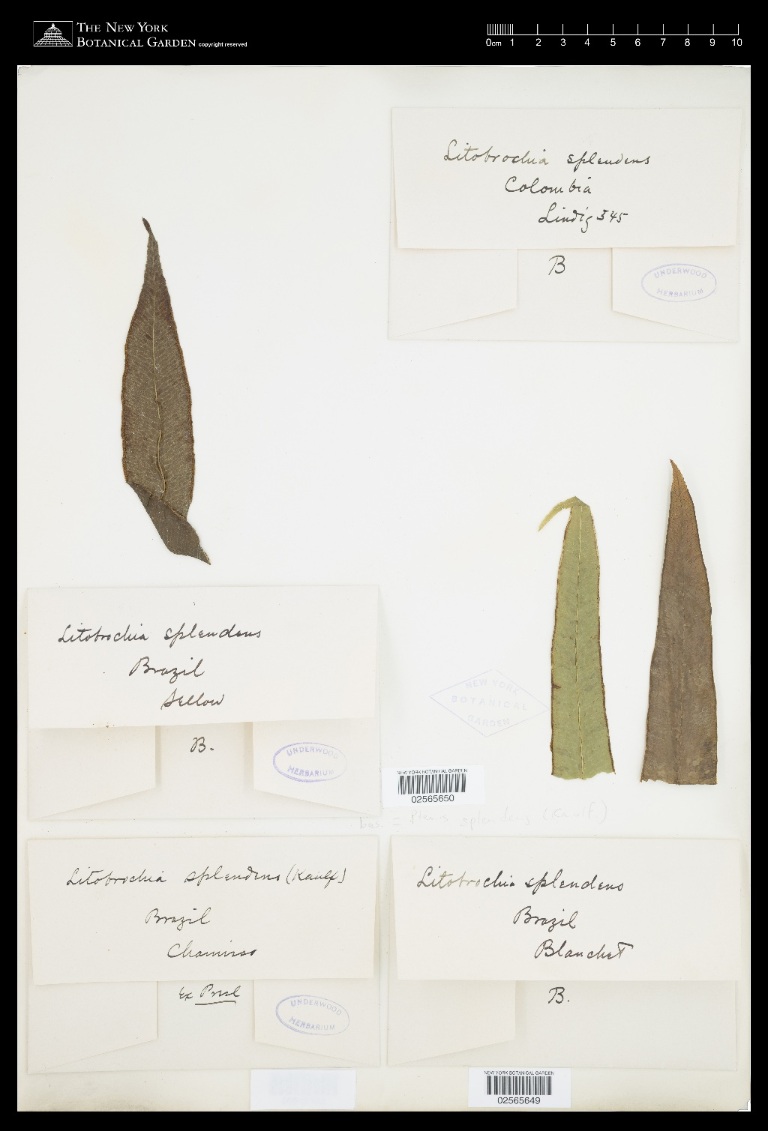 THE NEW YORK
BOTANICAL GARDEN copyright reserved
0cm 1 2 3 4 5 6 7 8 9 10
Litobrochia splendens
Colombia
Lindig 345
B
UNDERWOOD
HERBARIUM
Litobrochia splendens
Brazil
Sellow
B.
UNDERWOOD
HERBARIUM
NEW YORK
BOTANICAL
GARDEN
NEW YORK BOTANICAL GARDEN
02565650
= Pteris splendens (Kaulf.)
Litobrochia splendens (Kaulf)
Brazil
Chamisso
Ex Presl
UNDERWOOD
HERBARIUM
Litobrochia splendens
Brazil
Blanchet
B.
NEW YORK BOTANICAL GARDEN
02565649